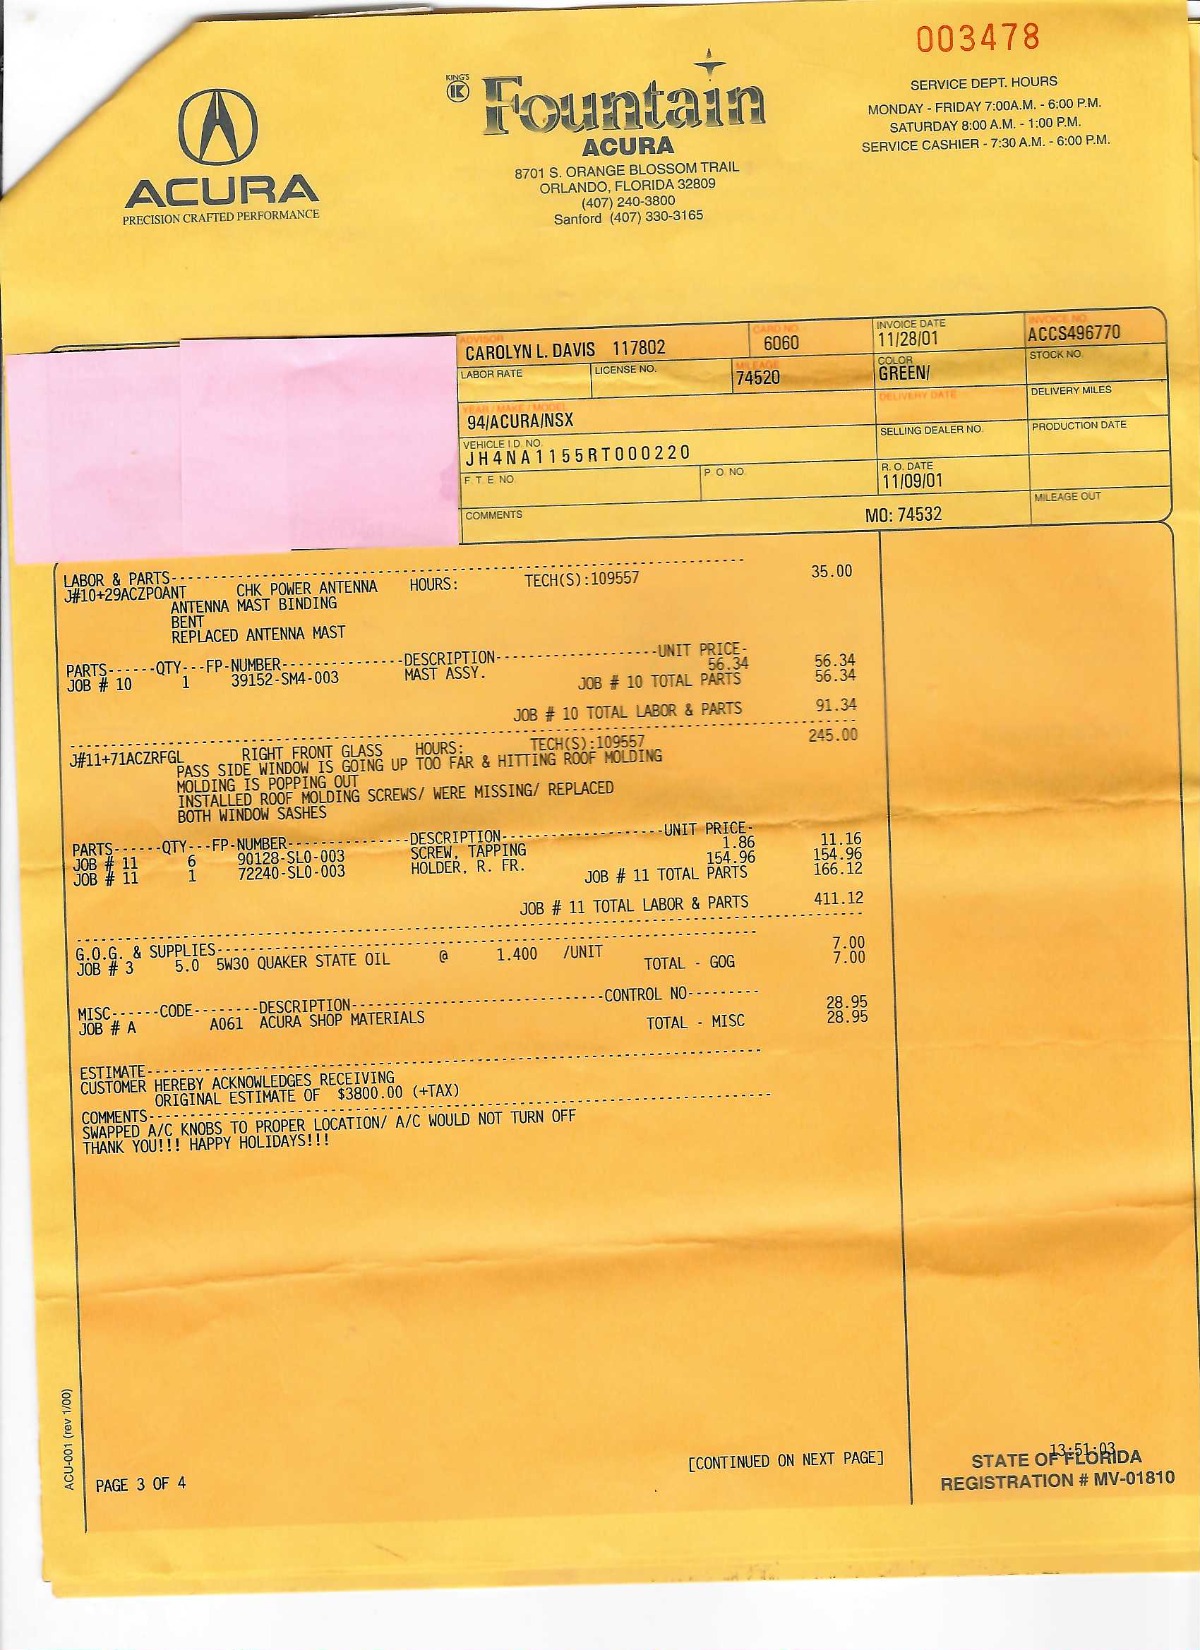 003478
KING'S
K
Fountain
ACURA
8701 S. ORANGE BLOSSOM TRAIL
ORLANDO, FLORIDA 32809
(407) 240-3800
Sanford (407) 330-3165
ACURA
PRECISION CRAFTED PERFORMANCE
SERVICE DEPT. HOURS
MONDAY - FRIDAY 7:00A.M. - 6:00 P.M.
SATURDAY 8:00 A.M. - 1:00 P.M.
SERVICE CASHIER - 7:30 A.M. - 6:00 P.M.
ADVISOR CARD NO. INVOICE DATE INVOICE NO.
CAROLYN L. DAVIS 117802 6060 11/28/01 ACCS496770
LABOR RATE LICENSE NO. MILEAGE COLOR STOCK NO.
74520 GREEN/
YEAR / MAKE / MODEL DELIVERY DATE DELIVERY MILES
94/ACURA/NSX
VEHICLE I.D. NO. SELLING DEALER NO. PRODUCTION DATE
JH4NA1155RT000220
F. T. E. NO. P. O. NO. R. O. DATE
11/09/01
COMMENTS MILEAGE OUT
MO: 74532
LABOR & PARTS----------------------------------------------------------------
J#10+29ACZPOANT CHK POWER ANTENNA HOURS: TECH(S):109557 35.00
ANTENNA MAST BINDING
BENT
REPLACED ANTENNA MAST
PARTS------QTY---FP-NUMBER--------------DESCRIPTION--------------------UNIT PRICE-
JOB # 10 1 39152-SM4-003 MAST ASSY. 56.34 56.34
JOB # 10 TOTAL PARTS 56.34
JOB # 10 TOTAL LABOR & PARTS 91.34
J#11+71ACZRFGL RIGHT FRONT GLASS HOURS: TECH(S):109557 245.00
PASS SIDE WINDOW IS GOING UP TOO FAR & HITTING ROOF MOLDING
MOLDING IS POPPING OUT
INSTALLED ROOF MOLDING SCREWS/ WERE MISSING/ REPLACED
BOTH WINDOW SASHES
PARTS------QTY---FP-NUMBER--------------DESCRIPTION--------------------UNIT PRICE-
JOB # 11 6 90128-SL0-003 SCREW, TAPPING 1.86 11.16
JOB # 11 1 72240-SL0-003 HOLDER, R. FR. 154.96 154.96
JOB # 11 TOTAL PARTS 166.12
JOB # 11 TOTAL LABOR & PARTS 411.12
G.O.G. & SUPPLIES------------------------------------------------------------
JOB # 3 5.0 5W30 QUAKER STATE OIL @ 1.400 /UNIT 7.00
TOTAL - GOG 7.00
MISC------CODE--------DESCRIPTION-------------------------------CONTROL NO---------
JOB # A A061 ACURA SHOP MATERIALS 28.95
TOTAL - MISC 28.95
ESTIMATE---------------------------------------------------------------------
CUSTOMER HEREBY ACKNOWLEDGES RECEIVING
ORIGINAL ESTIMATE OF $3800.00 (+TAX)
COMMENTS---------------------------------------------------------------------
SWAPPED A/C KNOBS TO PROPER LOCATION/ A/C WOULD NOT TURN OFF
THANK YOU!!! HAPPY HOLIDAYS!!!
ACU-001 (rev 1/00)
PAGE 3 OF 4
[CONTINUED ON NEXT PAGE]
13:51:03
STATE OF FLORIDA
REGISTRATION # MV-01810